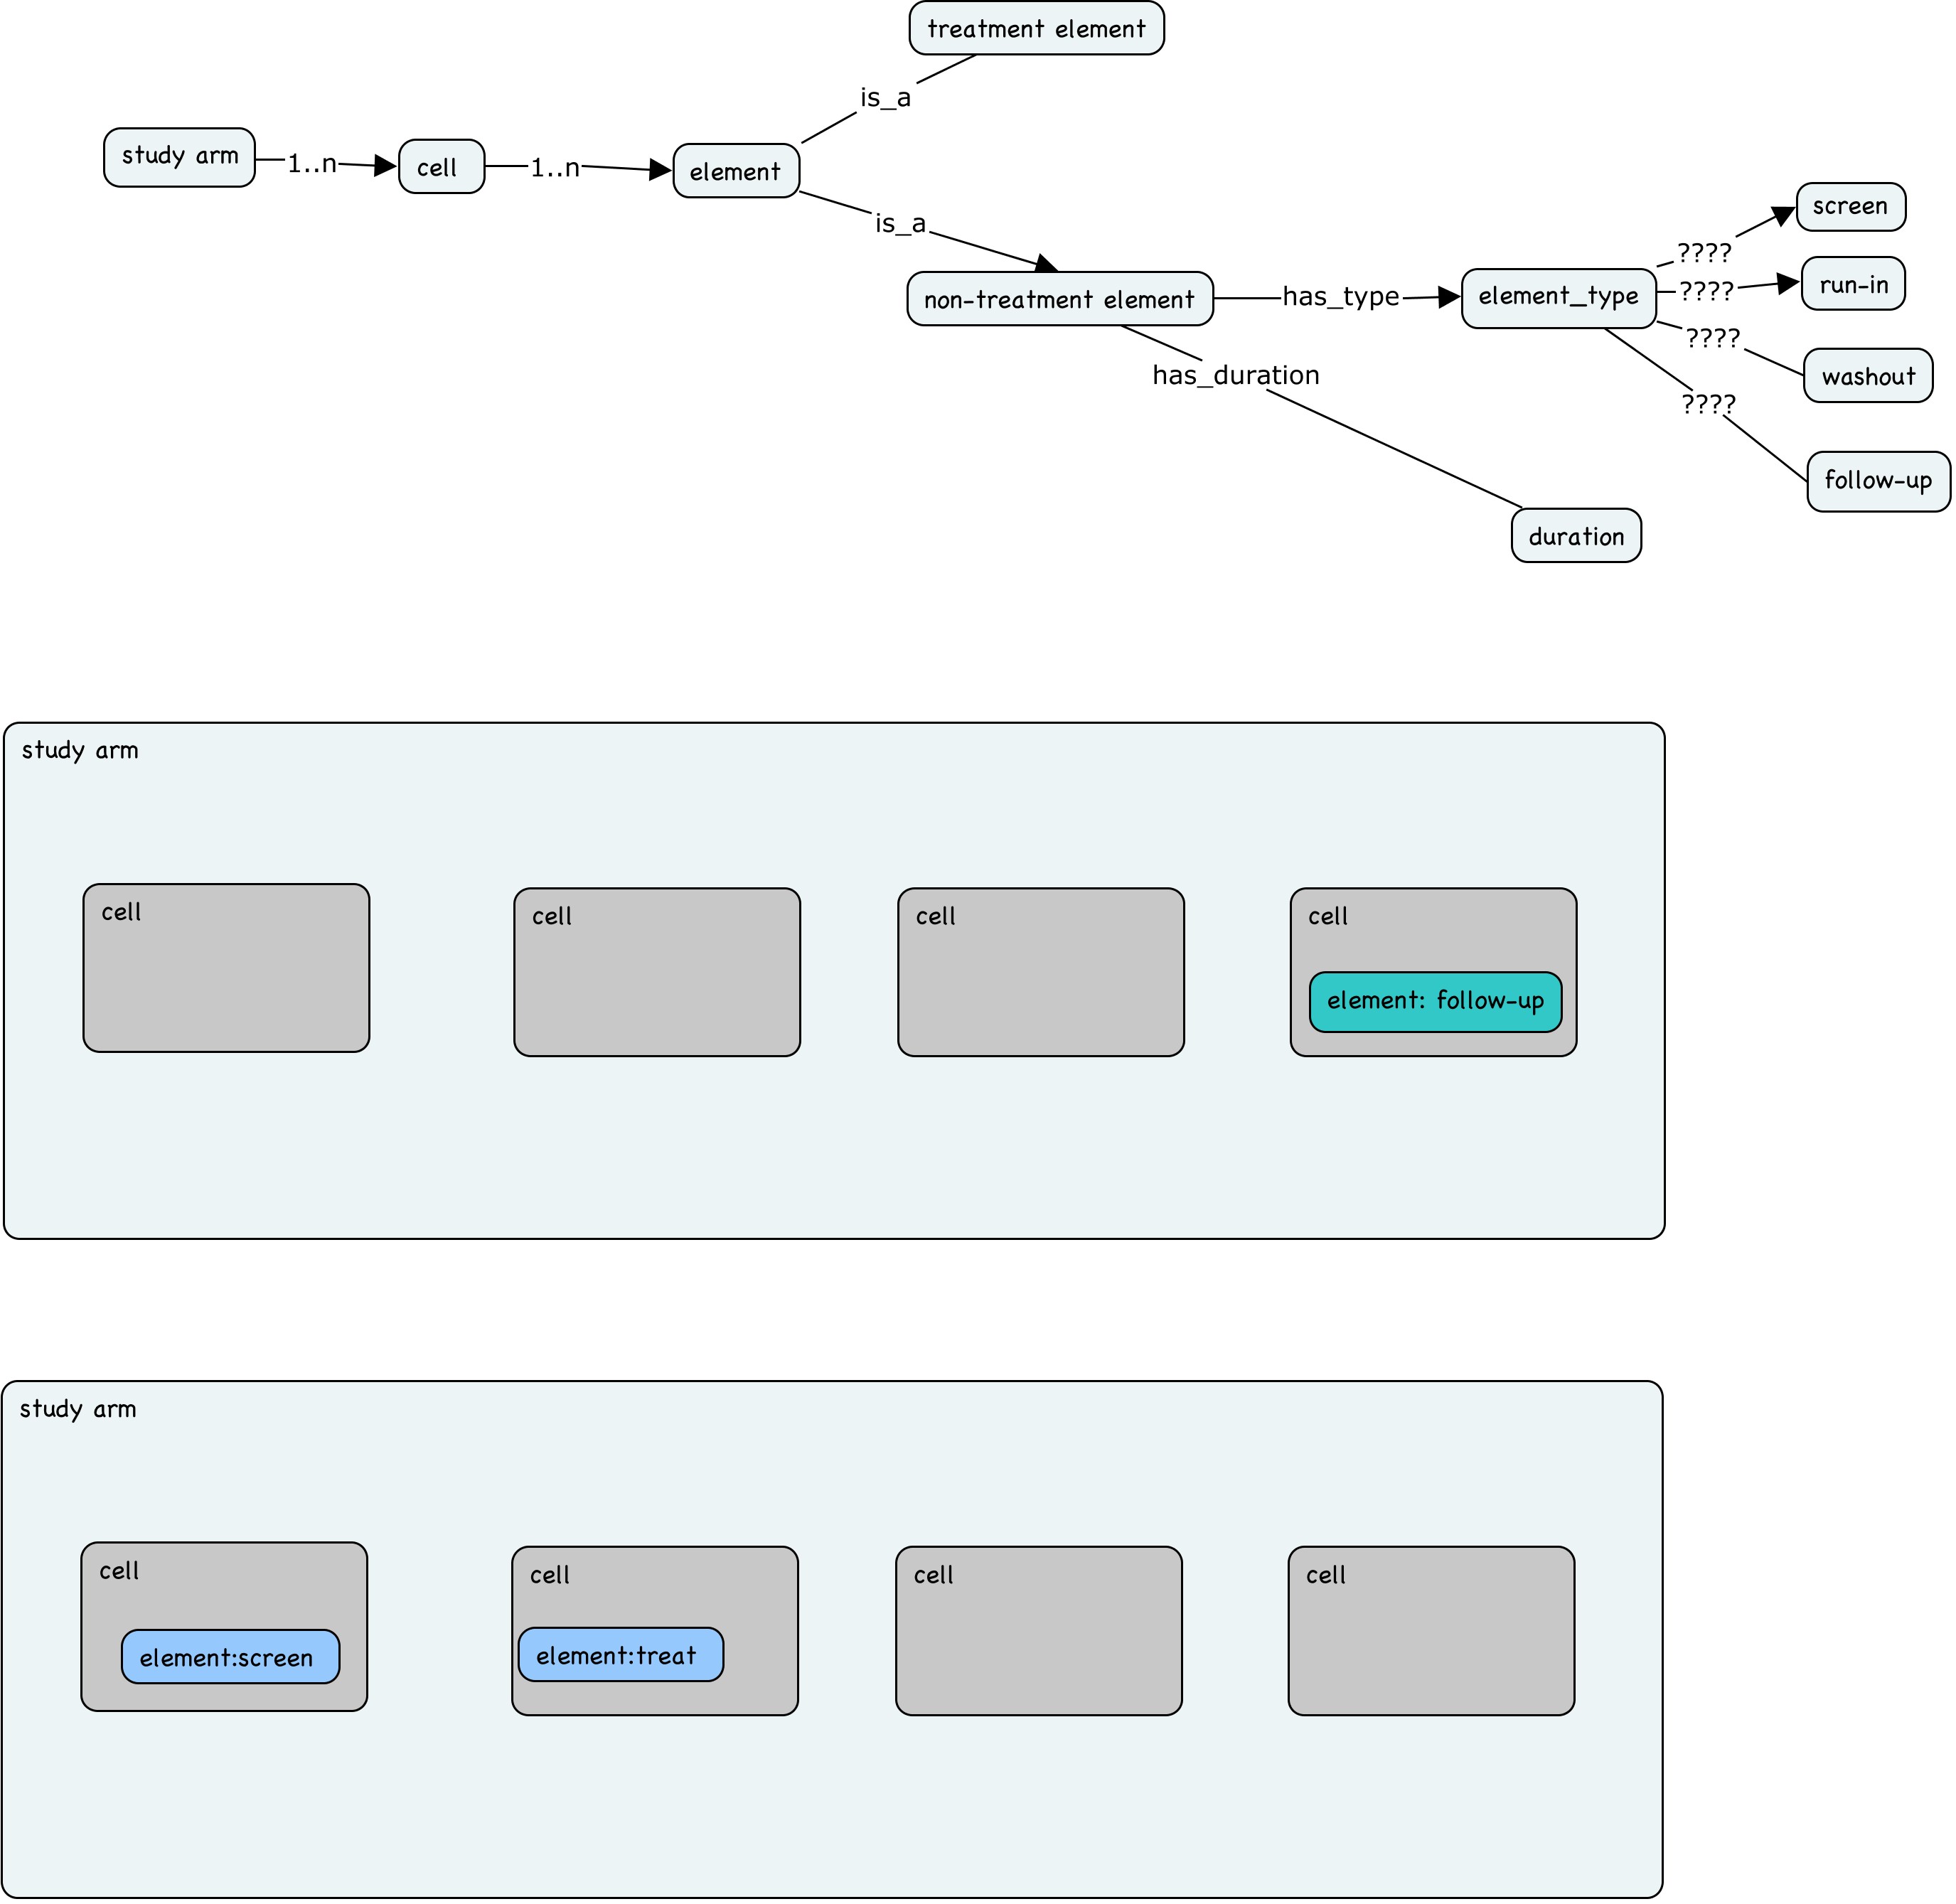 treatment element
is_a
study arm
1..n
cell
1..n
element
is_a
non-treatment element
has_type
element_type
????
screen
????
run-in
????
washout
????
follow-up
has_duration
duration
study arm
cell
cell
cell
cell
element: follow-up
study arm
cell
element:screen
cell
element:treat
cell
cell